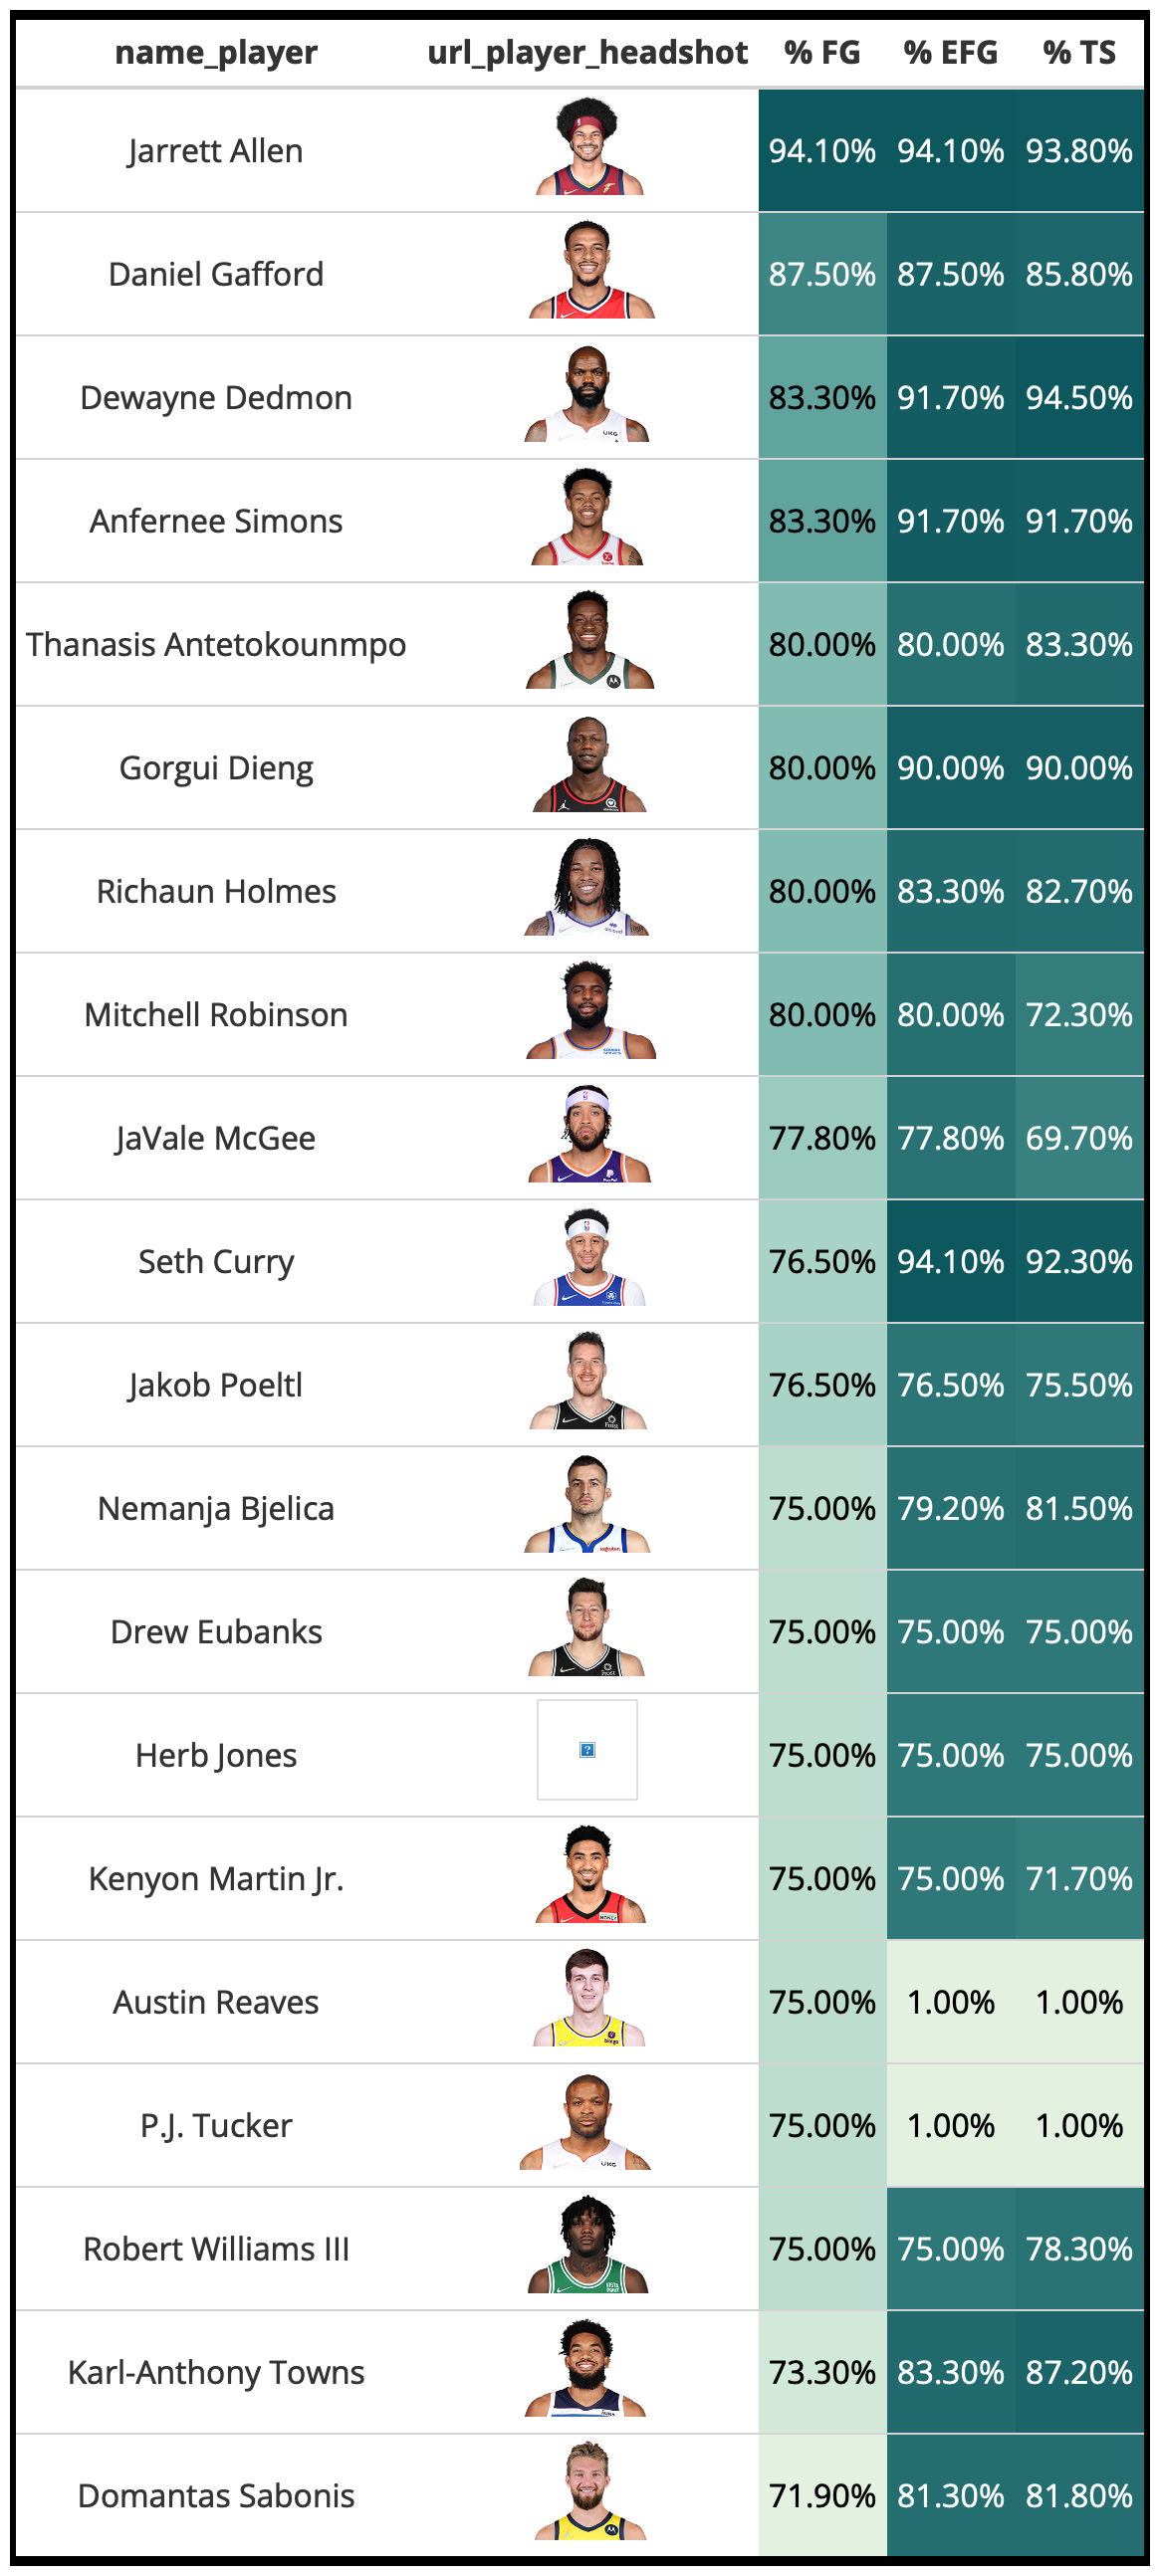 name_player url_player_headshot % FG % EFG % TS
Jarrett Allen 94.10% 94.10% 93.80%
Daniel Gafford 87.50% 87.50% 85.80%
Dewayne Dedmon 83.30% 91.70% 94.50%
Anfernee Simons 83.30% 91.70% 91.70%
Thanasis Antetokounmpo 80.00% 80.00% 83.30%
Gorgui Dieng 80.00% 90.00% 90.00%
Richaun Holmes 80.00% 83.30% 82.70%
Mitchell Robinson 80.00% 80.00% 72.30%
JaVale McGee 77.80% 77.80% 69.70%
Seth Curry 76.50% 94.10% 92.30%
Jakob Poeltl 76.50% 76.50% 75.50%
Nemanja Bjelica 75.00% 79.20% 81.50%
Drew Eubanks 75.00% 75.00% 75.00%
Herb Jones 75.00% 75.00% 75.00%
Kenyon Martin Jr. 75.00% 75.00% 71.70%
Austin Reaves 75.00% 1.00% 1.00%
P.J. Tucker 75.00% 1.00% 1.00%
Robert Williams III 75.00% 75.00% 78.30%
Karl-Anthony Towns 73.30% 83.30% 87.20%
Domantas Sabonis 71.90% 81.30% 81.80%